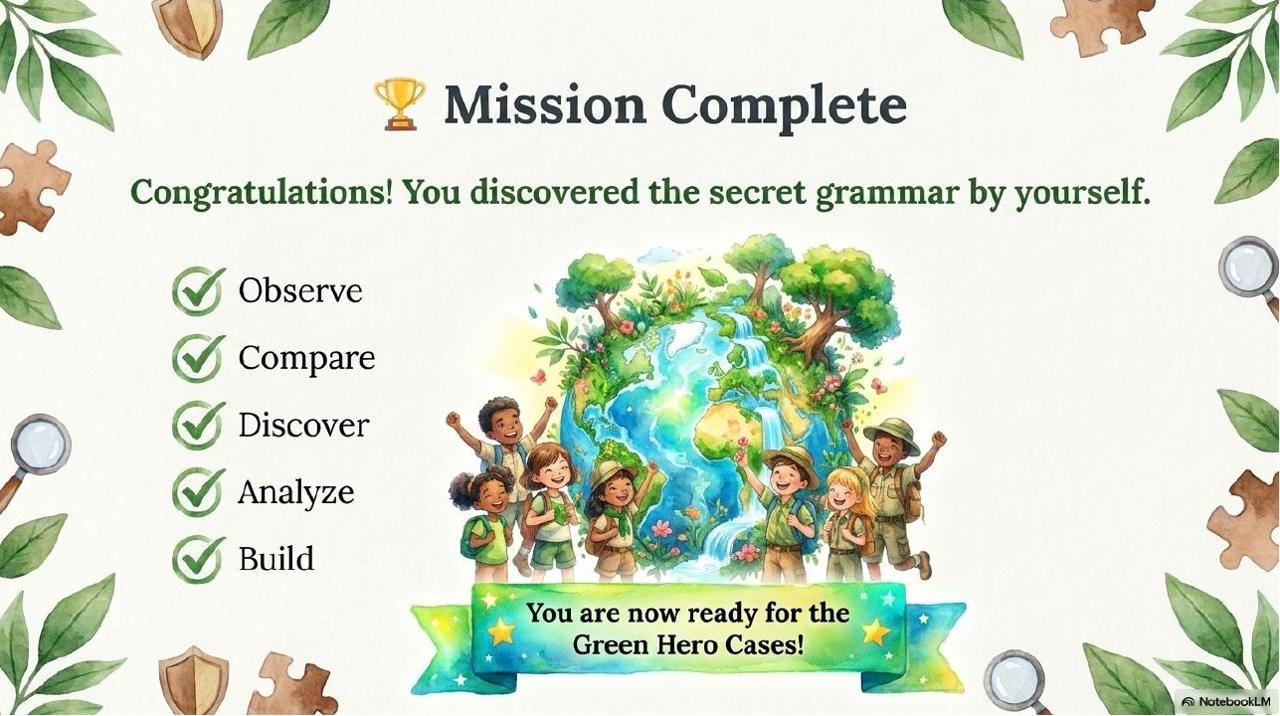 Mission Complete
Congratulations! You discovered the secret grammar by yourself.
Observe
Compare
Discover
Analyze
Build
You are now ready for the
Green Hero Cases!
NotebookLM